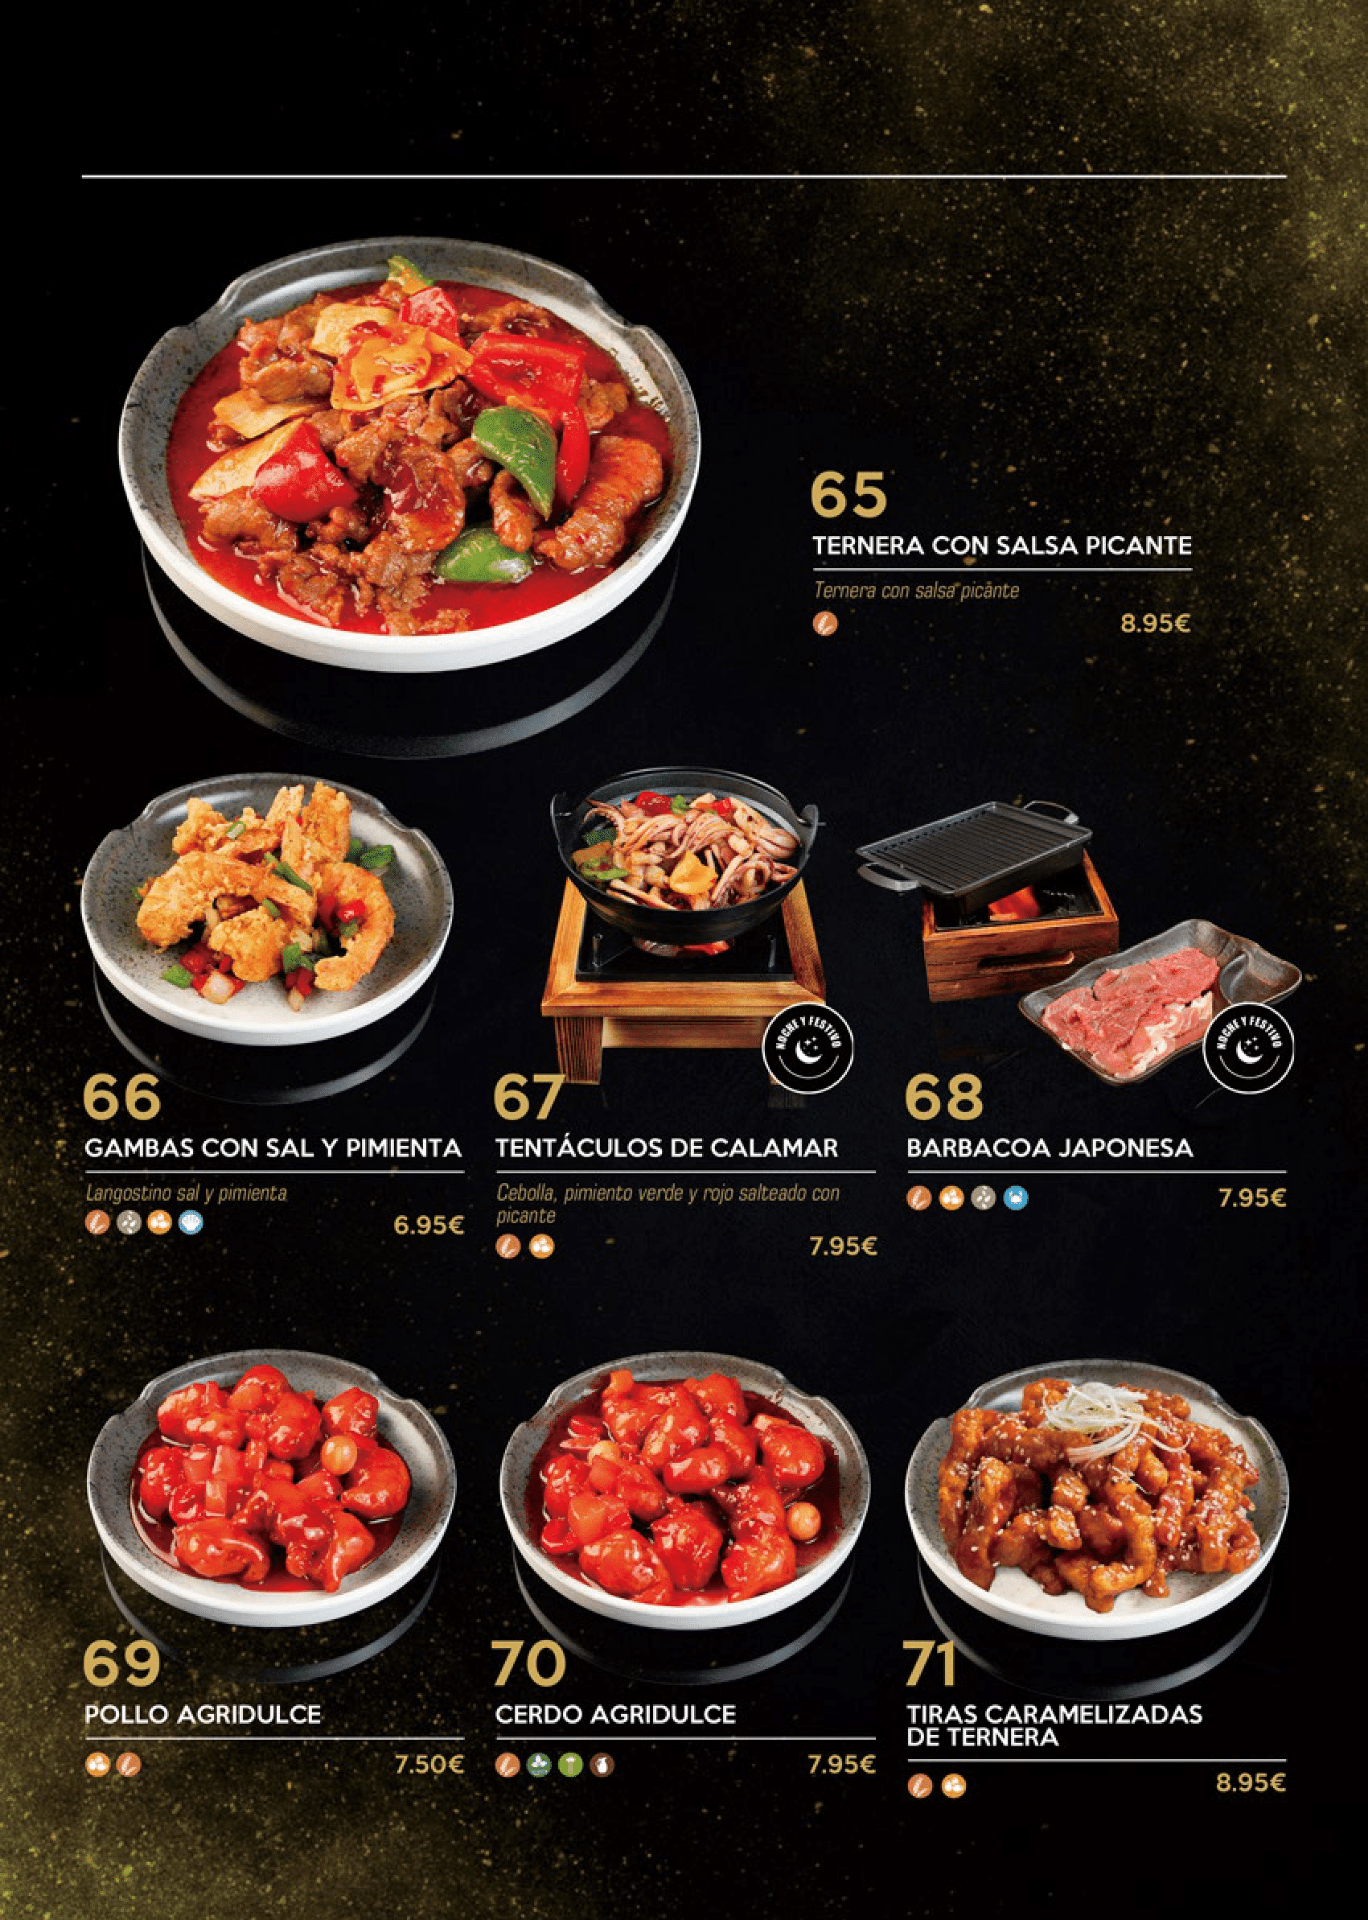 65
TERNERA CON SALSA PICANTE
Ternera con salsa picante
8.95€
NOCHE Y FESTIVO
NOCHE Y FESTIVO
66
GAMBAS CON SAL Y PIMIENTA
Langostino sal y pimienta
6.95€
67
TENTÁCULOS DE CALAMAR
Cebolla, pimiento verde y rojo salteado con
picante
7.95€
68
BARBACOA JAPONESA
7.95€
69
POLLO AGRIDULCE
7.50€
70
CERDO AGRIDULCE
7.95€
71
TIRAS CARAMELIZADAS
DE TERNERA
8.95€